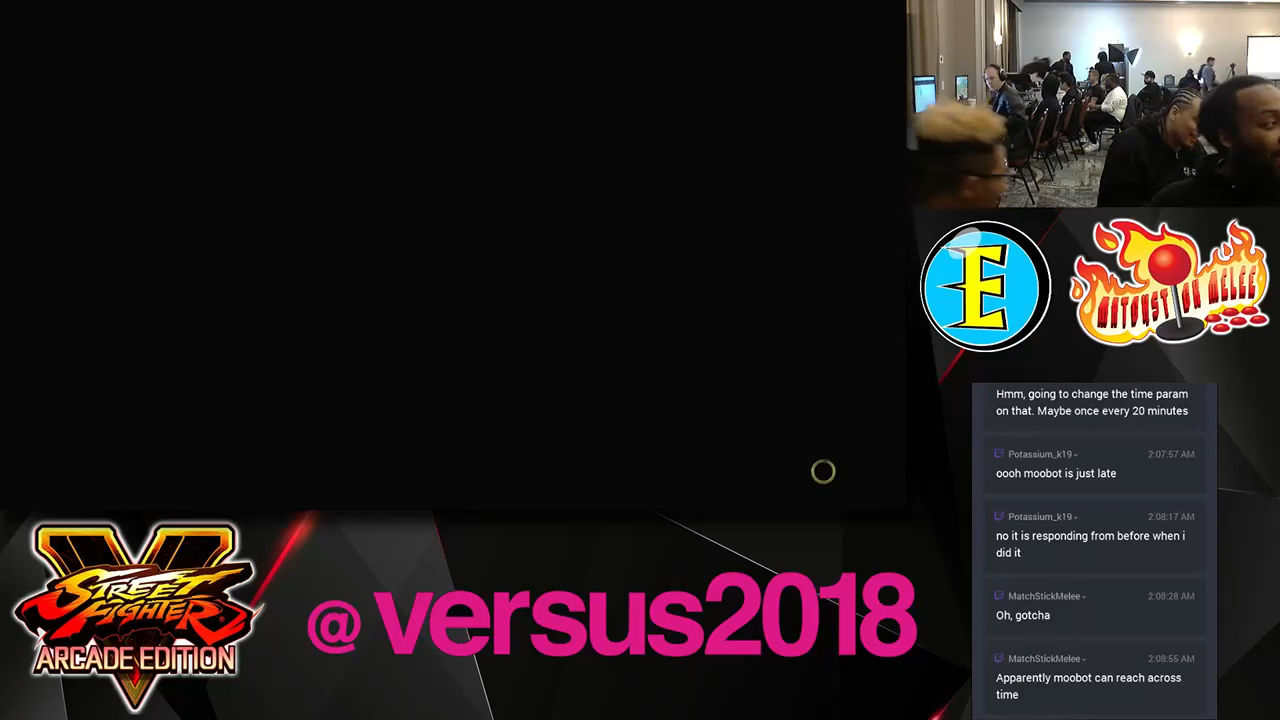 E
MATCHSTICK MELEE
Hmm, going to change the time param
on that. Maybe once every 20 minutes
Potassium_k19
2:07:57 AM
oooh moobot is just late
Potassium_k19
2:08:17 AM
no it is responding from before when i
did it
MatchStickMelee
2:08:28 AM
Oh, gotcha
MatchStickMelee
2:08:55 AM
Apparently moobot can reach across
time
V
STREET
FIGHTER
ARCADE EDITION
@versus2018